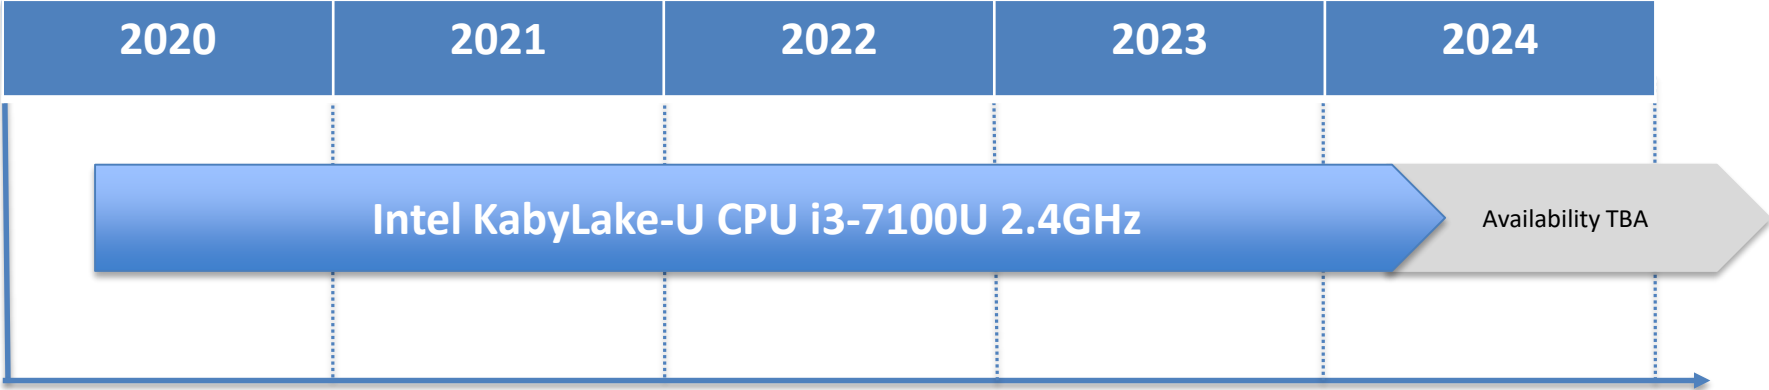 2020 2021 2022 2023 2024
Intel KabyLake-U CPU i3-7100U 2.4GHz
Availability TBA